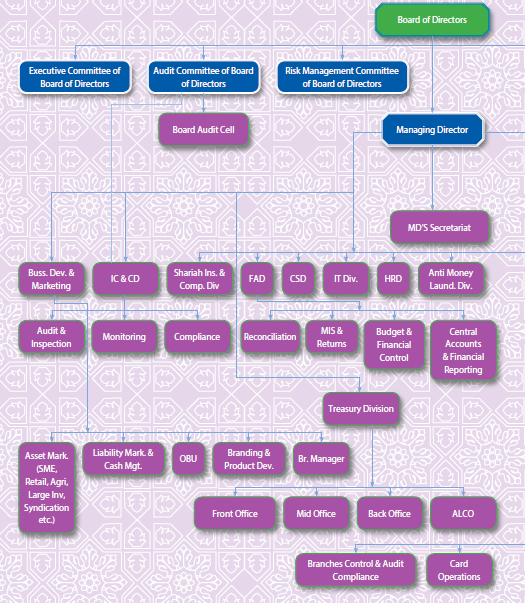 Board of Directors
Executive Committee of
Board of Directors
Audit Committee of Board
of Directors
Risk Management Committee
of Board of Directors
Board Audit Cell
Managing Director
MD'S Secretariat
Buss. Dev. &
Marketing
IC & CD
Shariah Ins. &
Comp. Div
FAD
CSD
IT Div.
HRD
Anti Money
Laund. Div.
Audit &
Inspection
Monitoring
Compliance
Reconciliation
MIS &
Returns
Budget &
Financial
Control
Central
Accounts
& Financial
Reporting
Treasury Division
Asset Mark.
(SME,
Retail, Agri,
Large Inv,
Syndication
etc.)
Liability Mark. &
Cash Mgt.
OBU
Branding &
Product Dev.
Br. Manager
Front Office
Mid Office
Back Office
ALCO
Branches Control & Audit
Compliance
Card
Operations